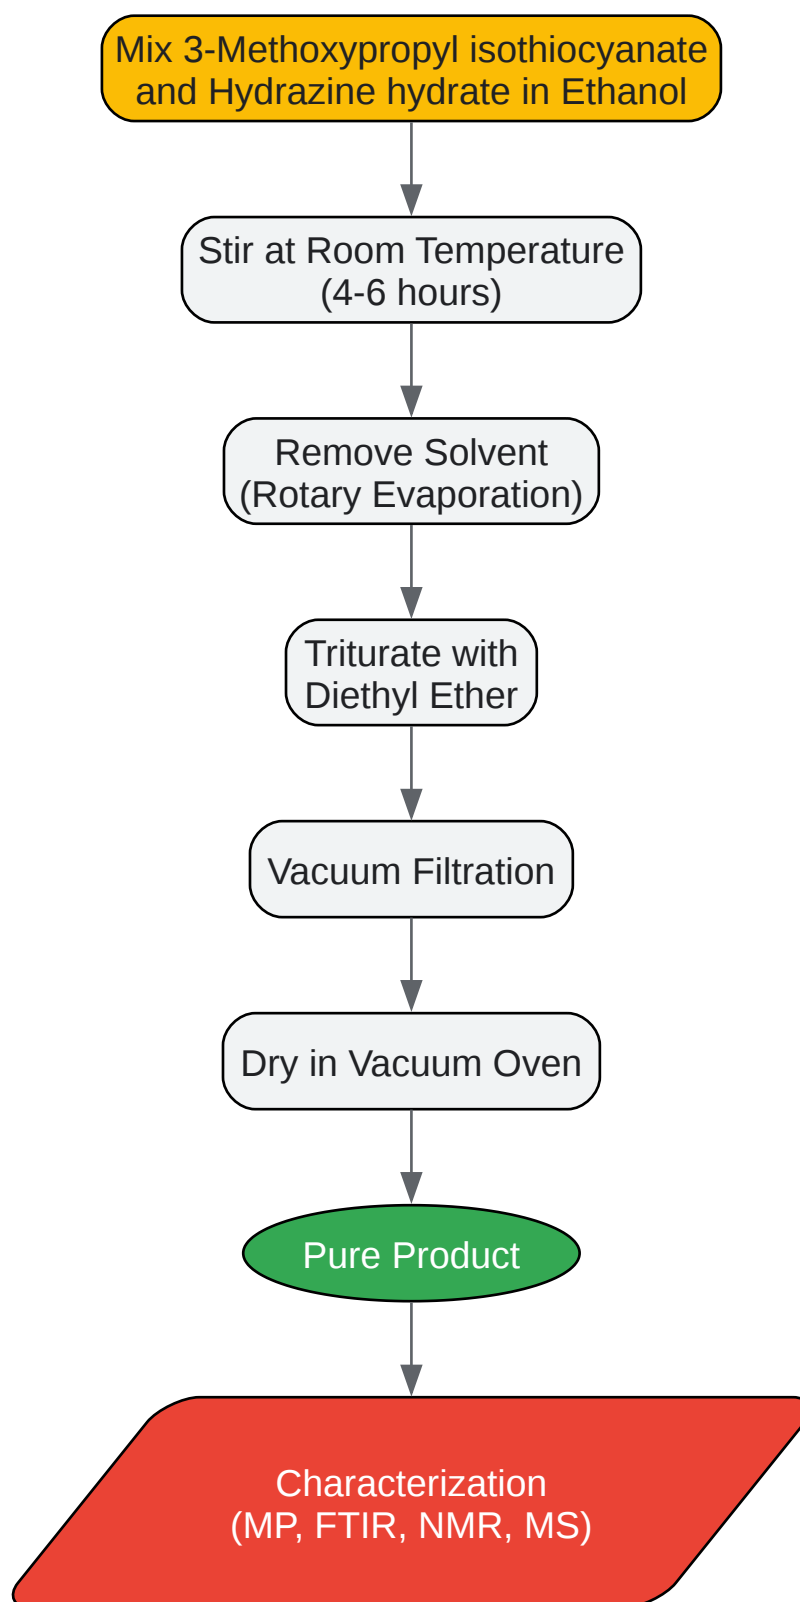 Mix 3-Methoxypropyl isothiocyanate
and Hydrazine hydrate in Ethanol
Stir at Room Temperature
(4-6 hours)
Remove Solvent
(Rotary Evaporation)
Triturate with
Diethyl Ether
Vacuum Filtration
Dry in Vacuum Oven
Pure Product
Characterization
(MP, FTIR, NMR, MS)